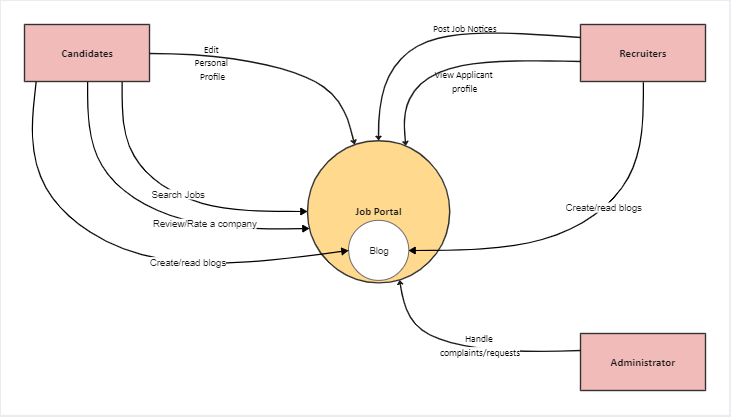 Candidates
Edit
Personal
Profile
Post Job Notices
Recruiters
View Applicant
profile
Search Jobs
Review/Rate a company
Create/read blogs
Job Portal
Blog
Create/read blogs
Handle
complaints/requests
Administrator